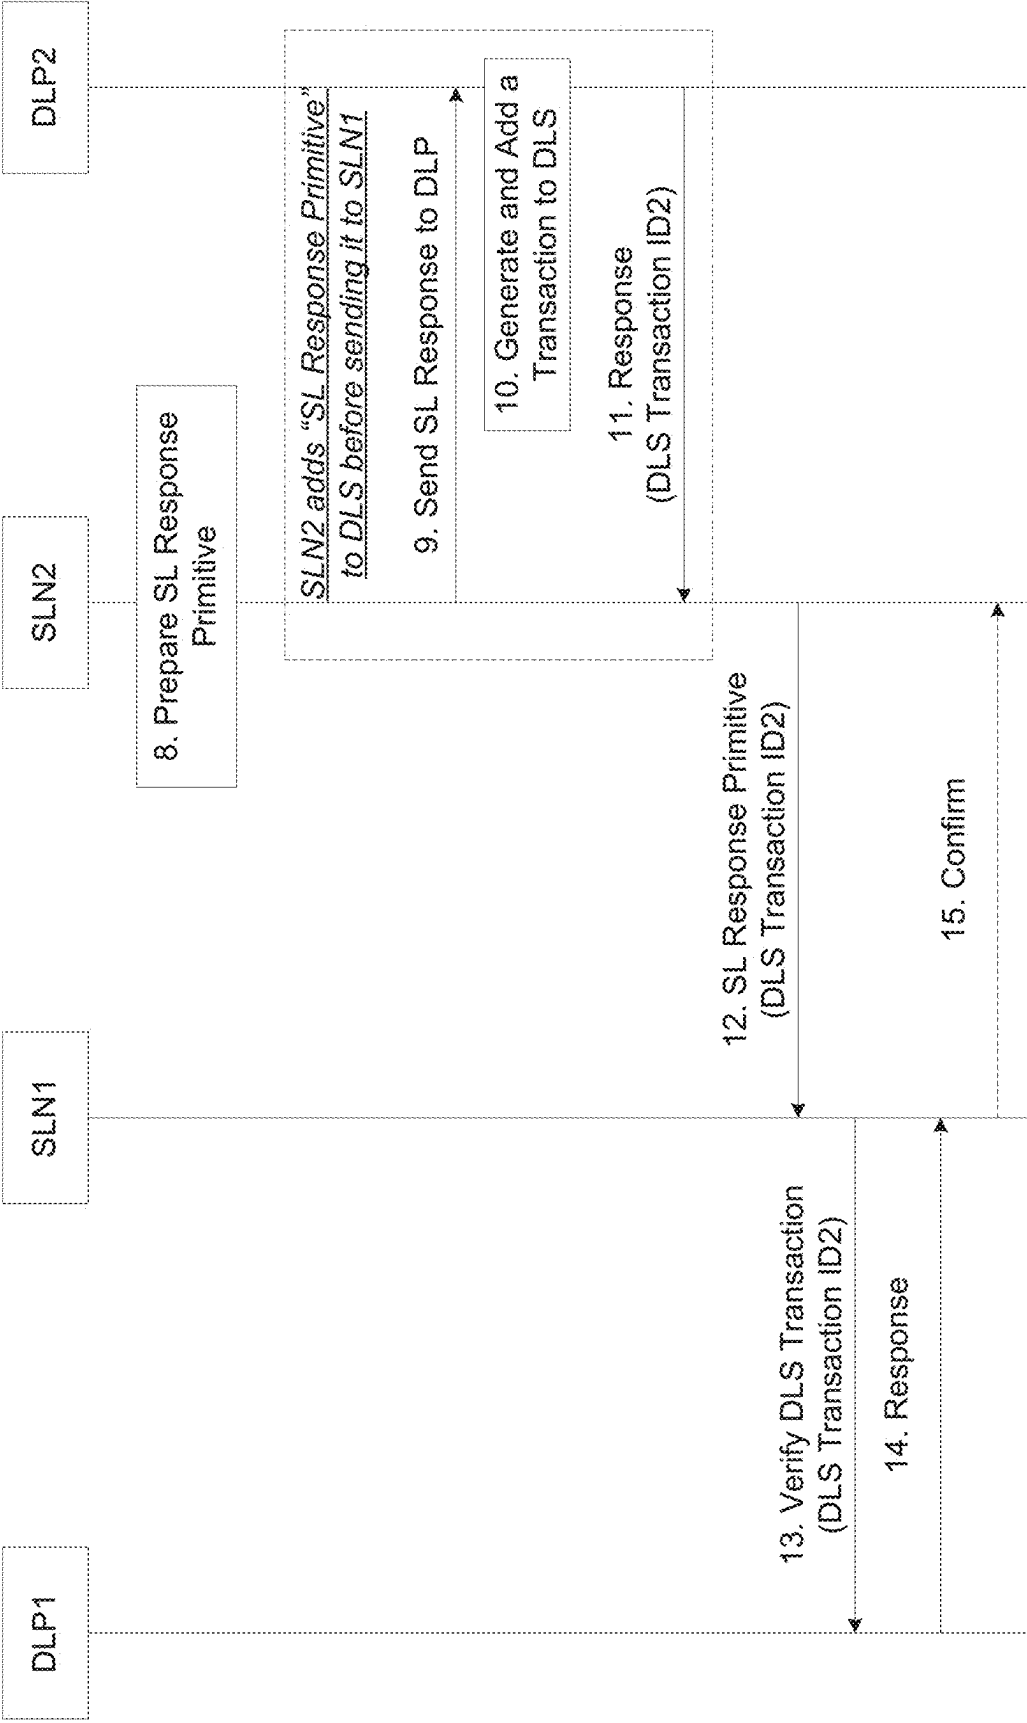 DLP1
SLN1
SLN2
DLP2
8. Prepare SL Response
Primitive
SLN2 adds “SL Response Primitive”
to DLS before sending it to SLN1
9. Send SL Response to DLP
10. Generate and Add a
Transaction to DLS
11. Response
(DLS Transaction ID2)
12. SL Response Primitive
(DLS Transaction ID2)
13. Verify DLS Transaction
(DLS Transaction ID2)
14. Response
15. Confirm